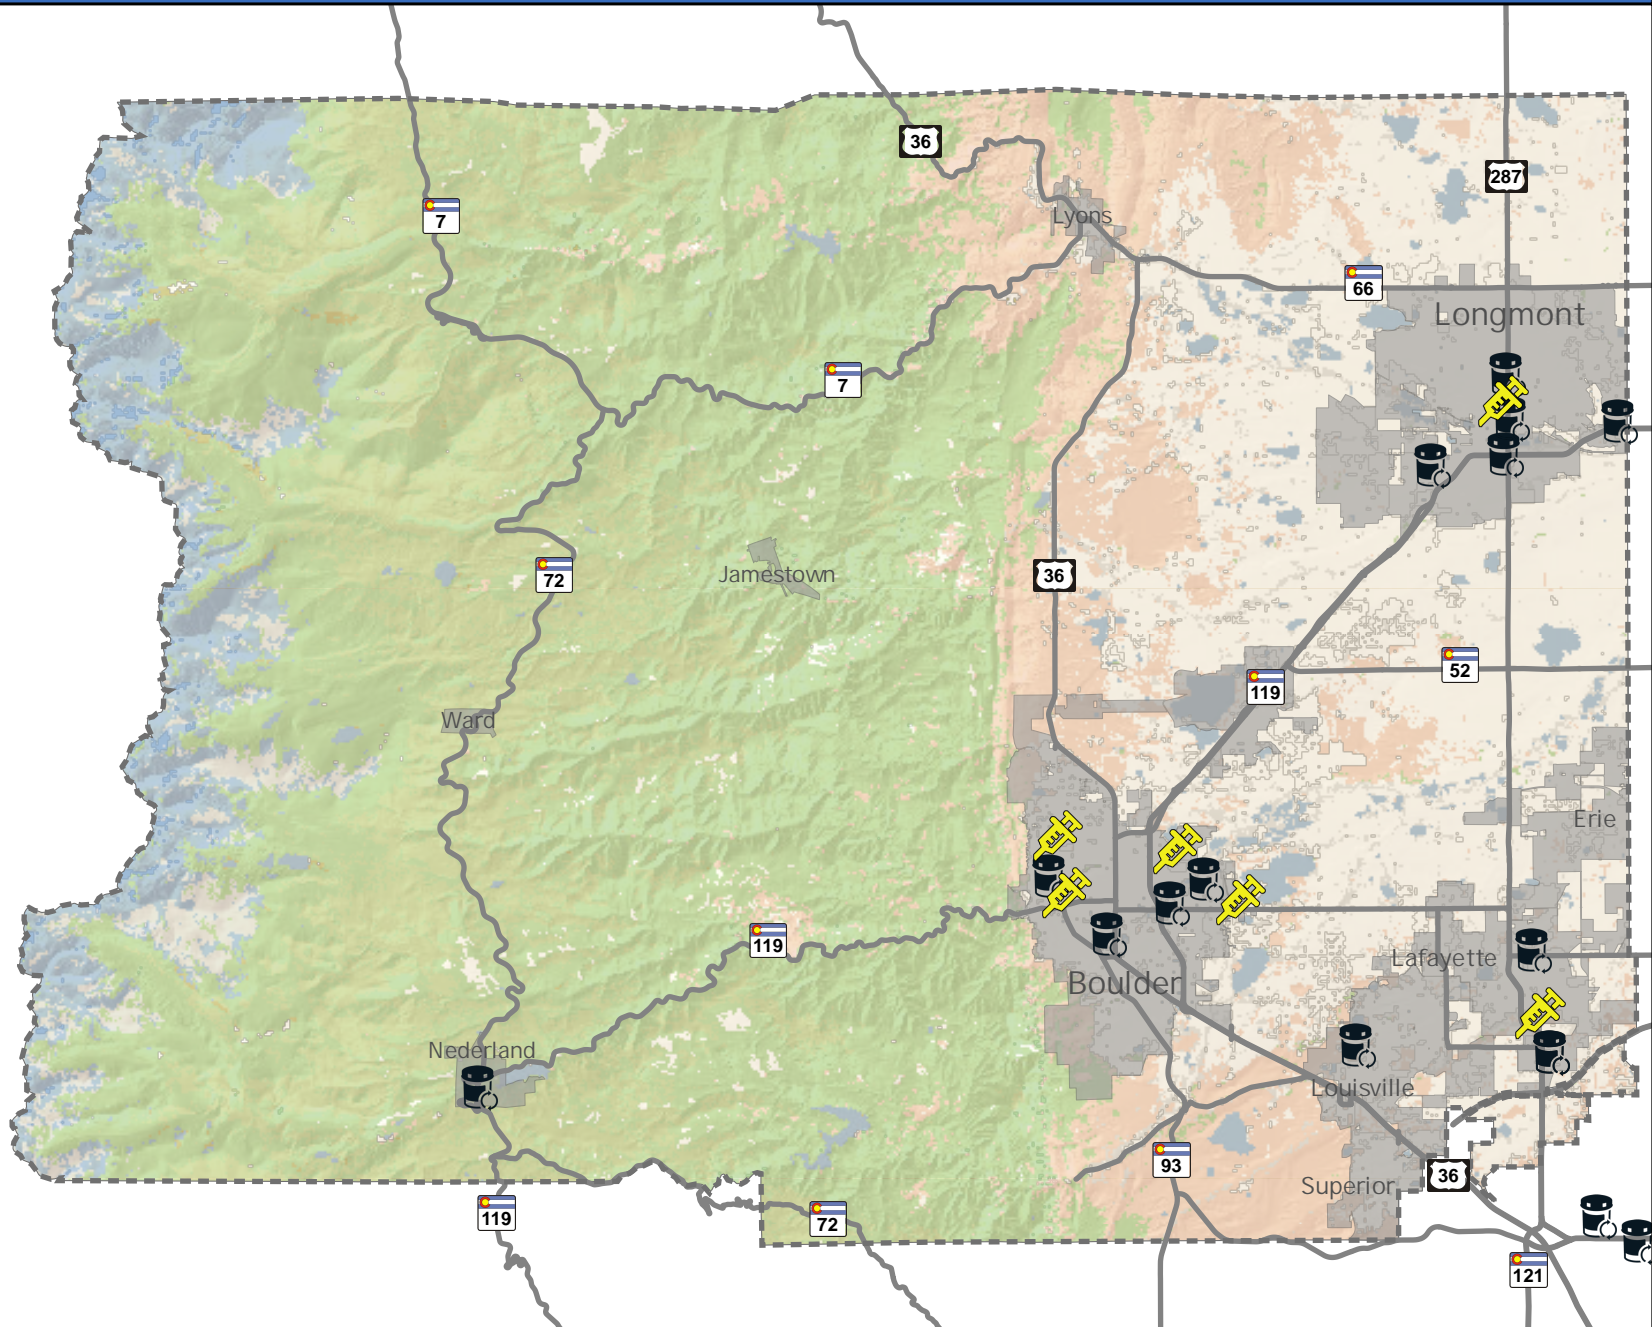 36
287
7
Lyons
66
Longmont
7
Jamestown
72
36
52
119
Ward
Erie
119
Lafayette
Boulder
Nederland
Louisville
93
36
Superior
119
72
121